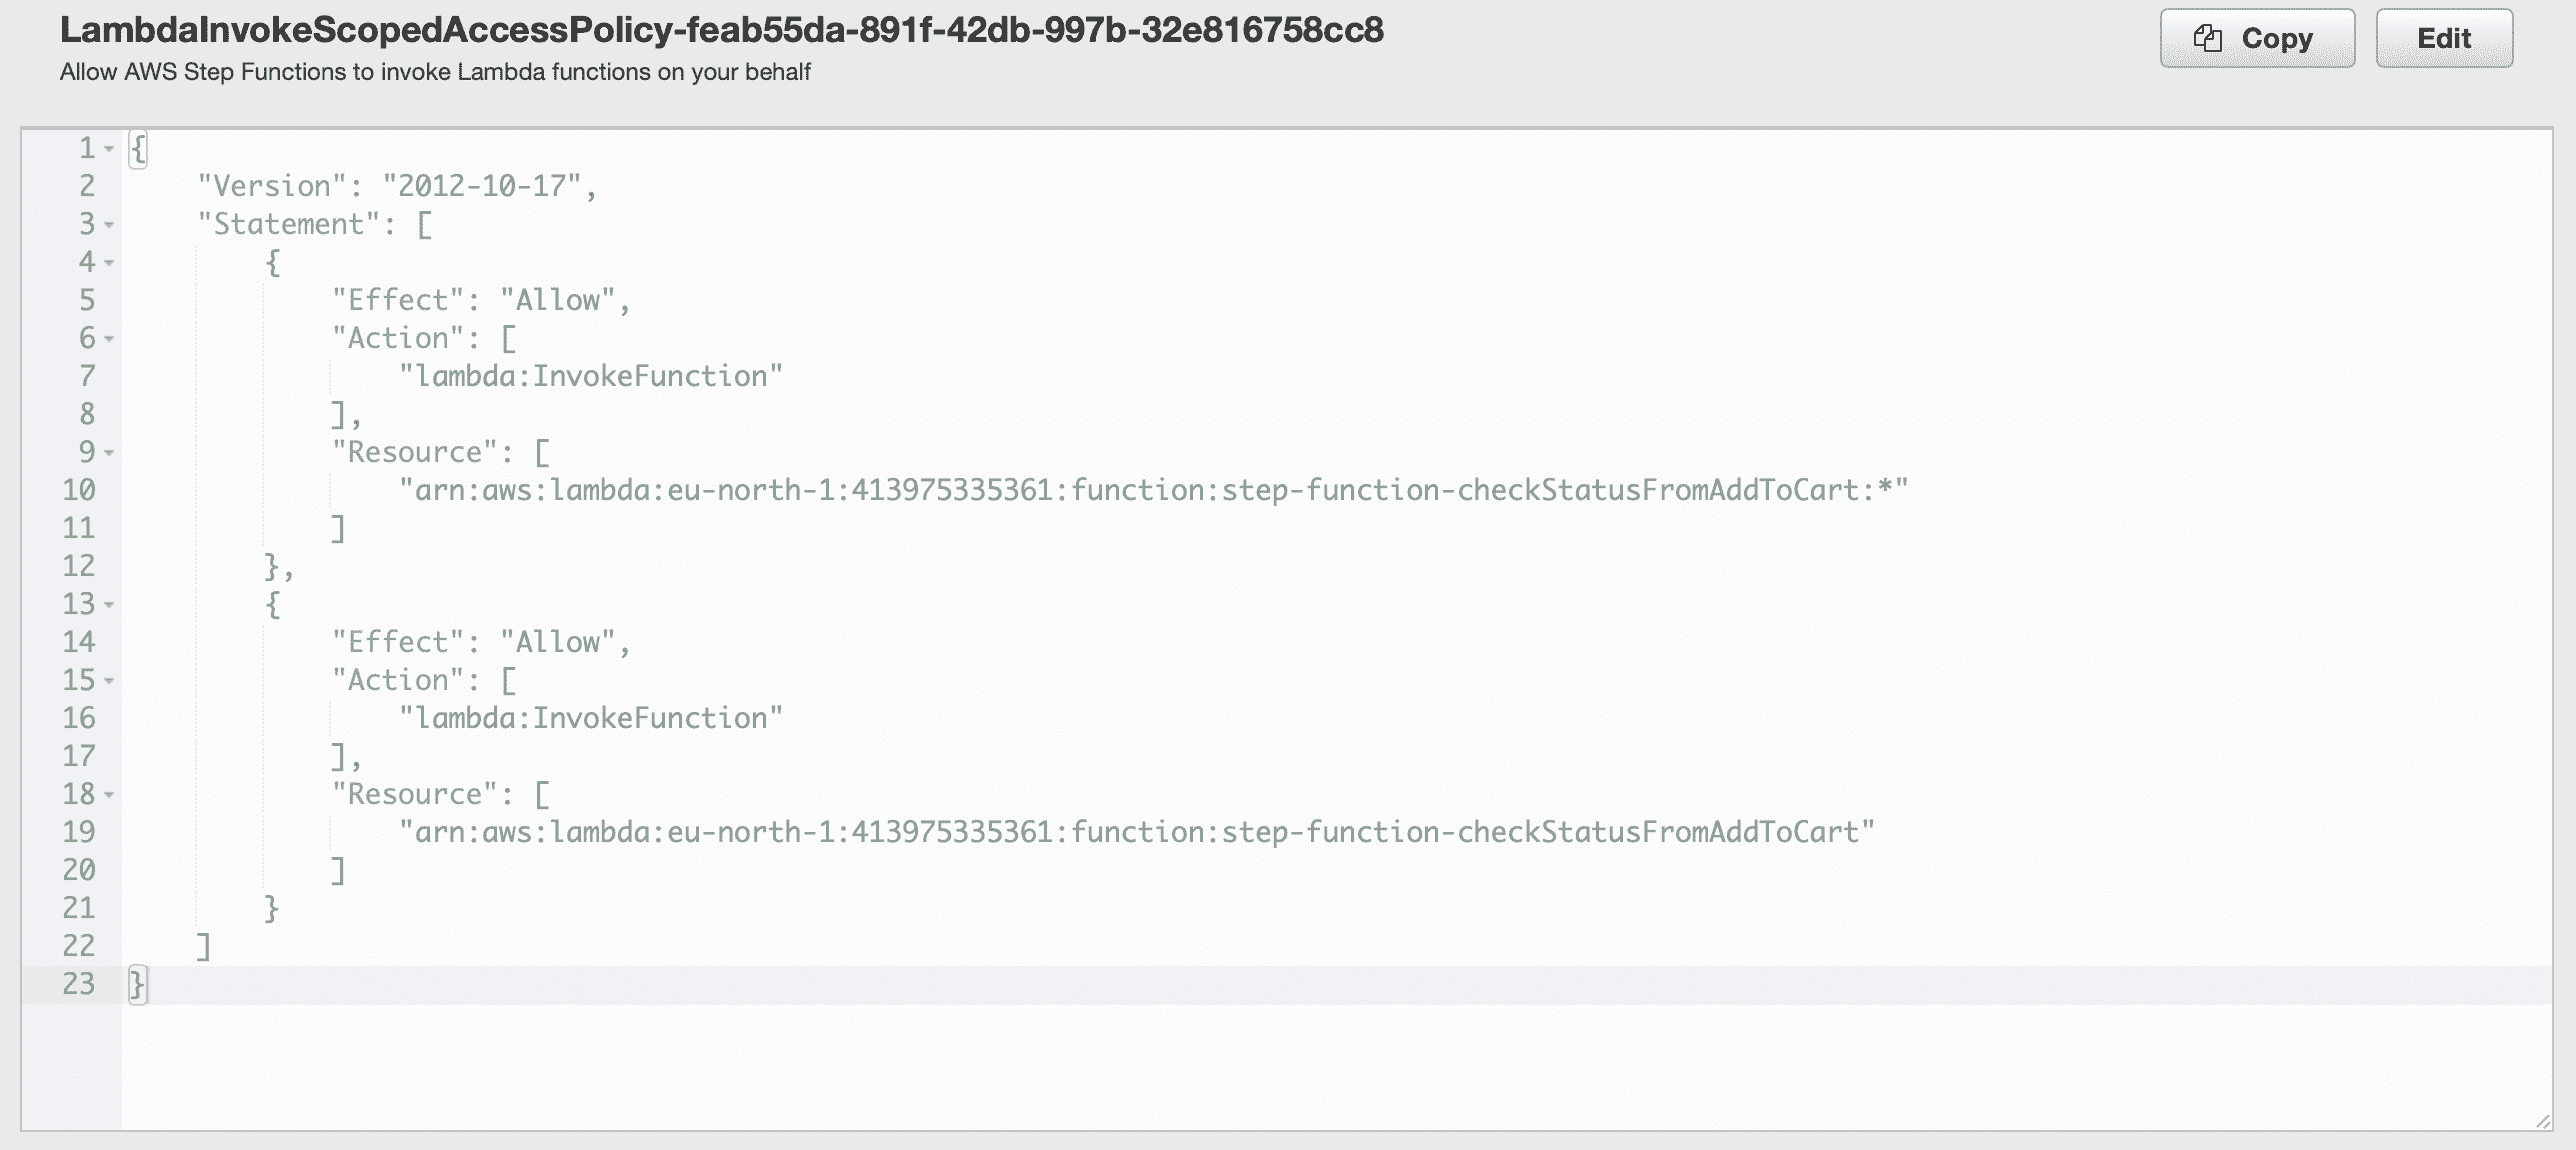 LambdaInvokeScopedAccessPolicy-feab55da-891f-42db-997b-32e816758cc8
Copy
Edit
Allow AWS Step Functions to invoke Lambda functions on your behalf
1 {
2 "Version": "2012-10-17",
3 "Statement": [
4 {
5 "Effect": "Allow",
6 "Action": [
7 "lambda:InvokeFunction"
8 ],
9 "Resource": [
10 "arn:aws:lambda:eu-north-1:413975335361:function:step-function-checkStatusFromAddToCart:*"
11 ]
12 },
13 {
14 "Effect": "Allow",
15 "Action": [
16 "lambda:InvokeFunction"
17 ],
18 "Resource": [
19 "arn:aws:lambda:eu-north-1:413975335361:function:step-function-checkStatusFromAddToCart"
20 ]
21 }
22 ]
23 }